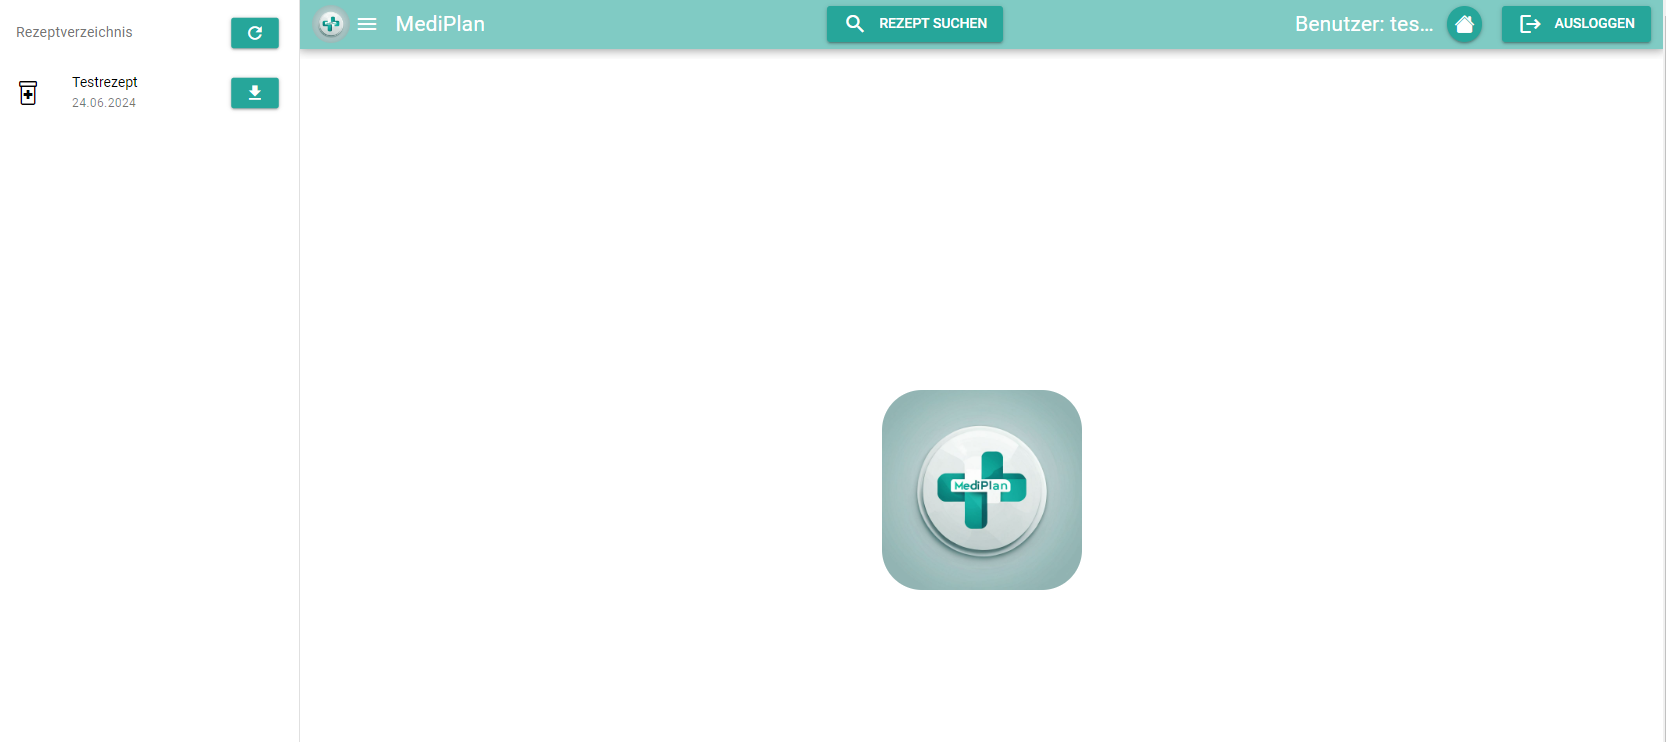 Rezeptverzeichnis
Testrezept
24.06.2024
MediPlan
REZEPT SUCHEN
Benutzer: tes...
AUSLOGGEN
MediPlan